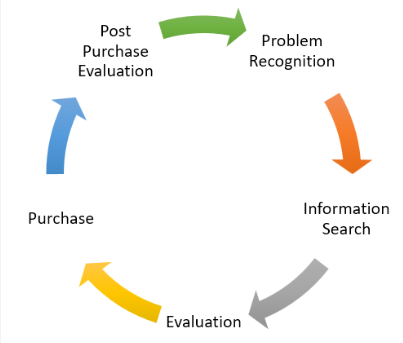 Post
Purchase
Evaluation
Problem
Recognition
Information
Search
Evaluation
Purchase